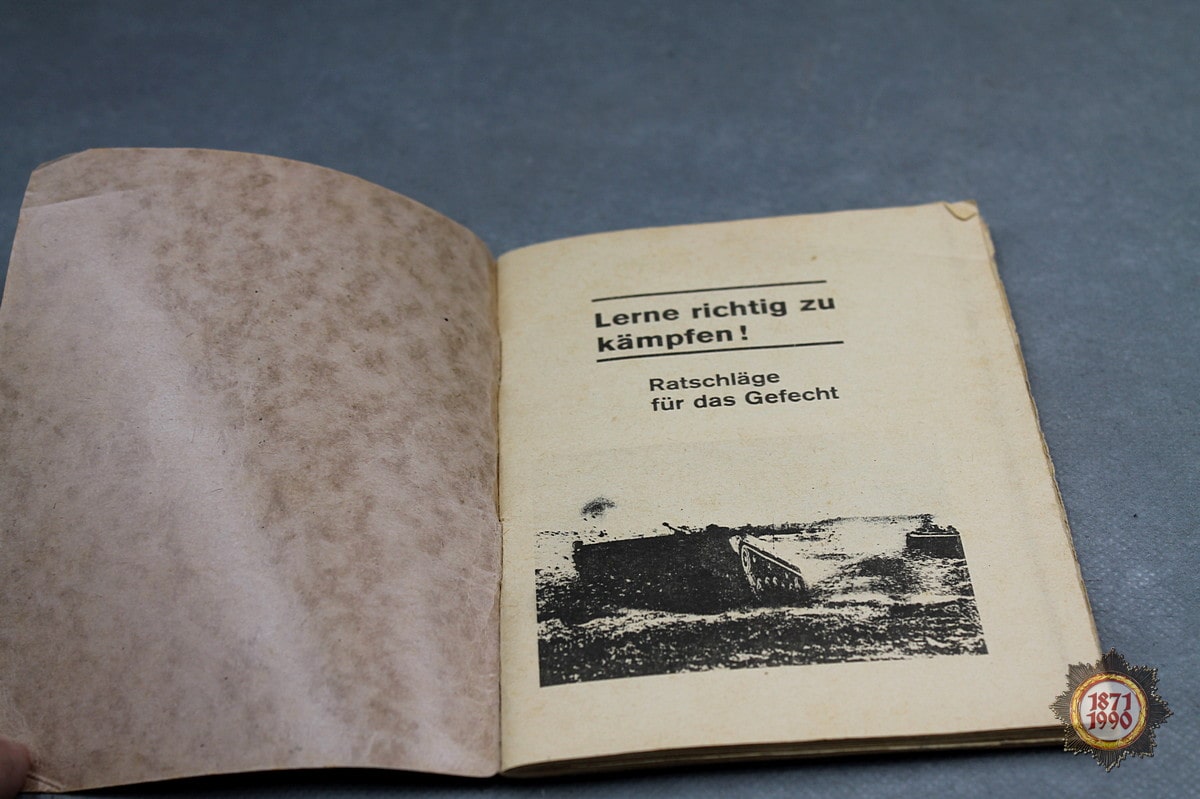 Lerne richtig zu
kämpfen!
Ratschläge
für das Gefecht
1871
1990